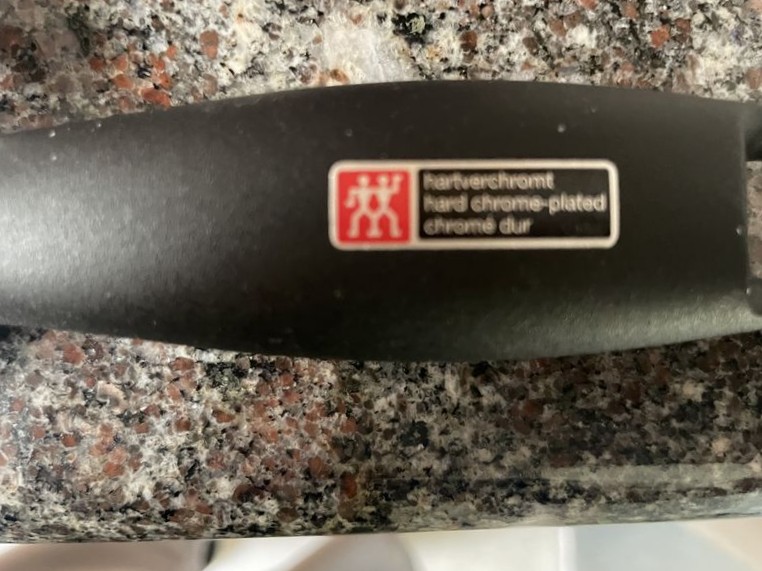 hartverchromt
hard chrome-plated
chromé dur